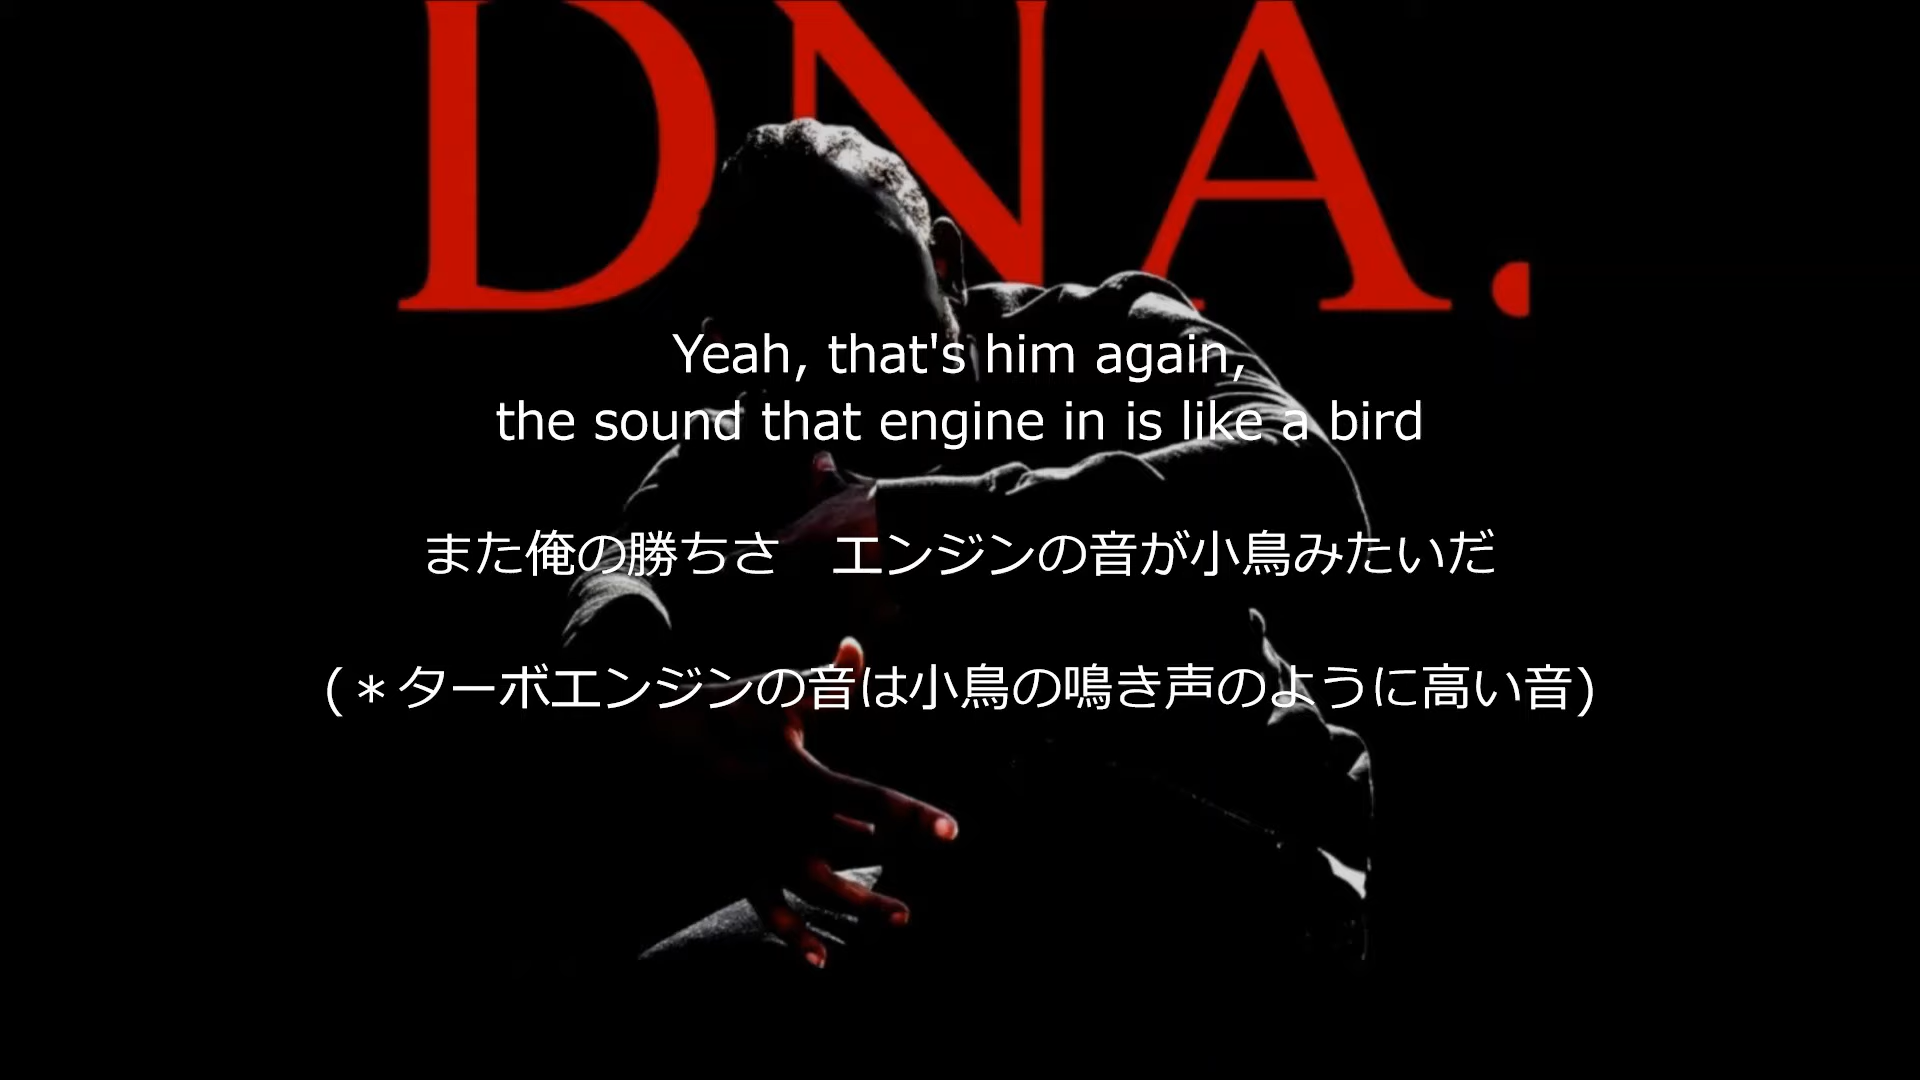 DNA.
Yeah, that's him again,
the sound that engine in is like a bird
また俺の勝ちさ　エンジンの音が小鳥みたいだ
(＊ターボエンジンの音は小鳥の鳴き声のように高い音)